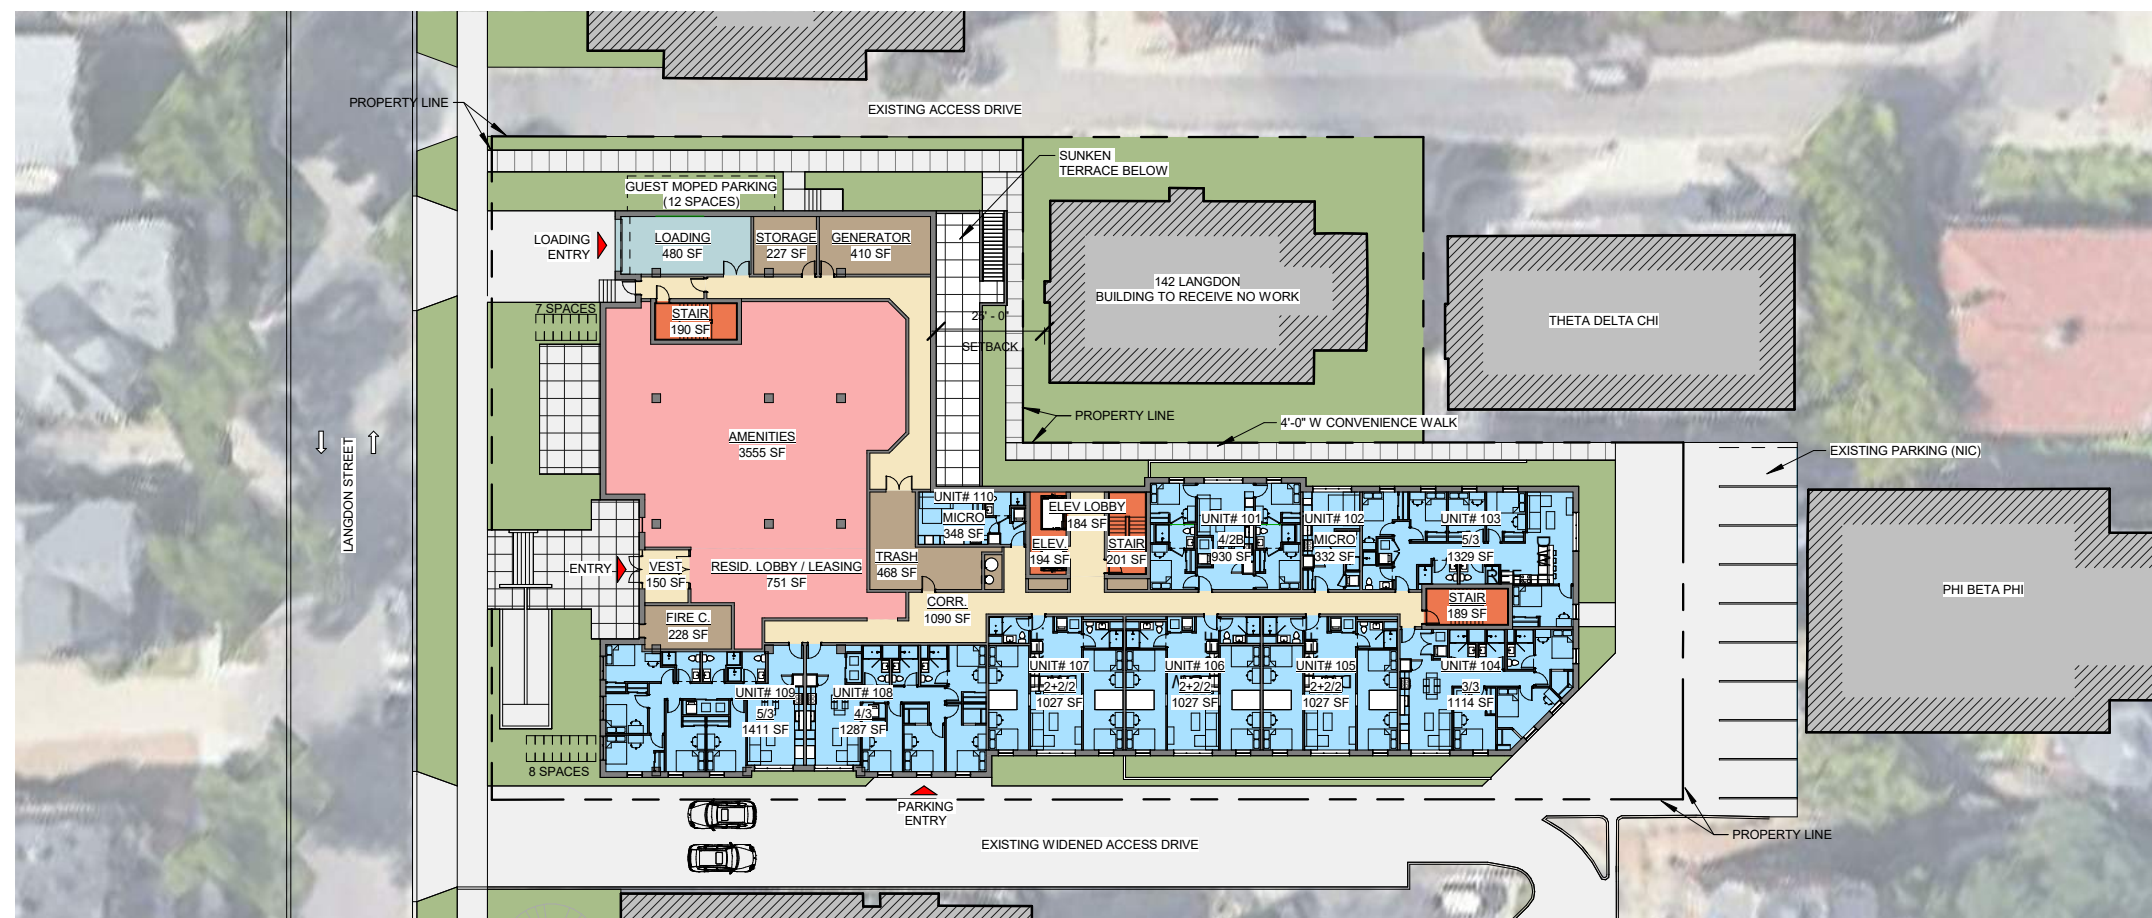 PROPERTY LINE
EXISTING ACCESS DRIVE
SUNKEN
TERRACE BELOW
GUEST MOPED PARKING
(12 SPACES)
LOADING
ENTRY
LOADING
480 SF
STORAGE
227 SF
GENERATOR
410 SF
142 LANGDON
BUILDING TO RECEIVE NO WORK
THETA DELTA CHI
7 SPACES
STAIR
190 SF
25' - 0"
SETBACK
PROPERTY LINE
4'-0" W CONVENIENCE WALK
EXISTING PARKING (NIC)
LANGDON STREET
AMENITIES
3555 SF
UNIT# 110
MICRO
348 SF
ELEV LOBBY
184 SF
ELEV.
194 SF
STAIR
201 SF
UNIT# 101
4/2B
930 SF
UNIT# 102
MICRO
332 SF
UNIT# 103
5/3
1329 SF
TRASH
468 SF
ENTRY
VEST.
150 SF
RESID. LOBBY / LEASING
751 SF
FIRE C.
228 SF
CORR.
1090 SF
STAIR
189 SF
PHI BETA PHI
UNIT# 109
5/3
1411 SF
UNIT# 108
4/3
1287 SF
UNIT# 107
2+2/2
1027 SF
UNIT# 106
2+2/2
1027 SF
UNIT# 105
2+2/2
1027 SF
UNIT# 104
3/3
1114 SF
8 SPACES
PARKING
ENTRY
PROPERTY LINE
EXISTING WIDENED ACCESS DRIVE